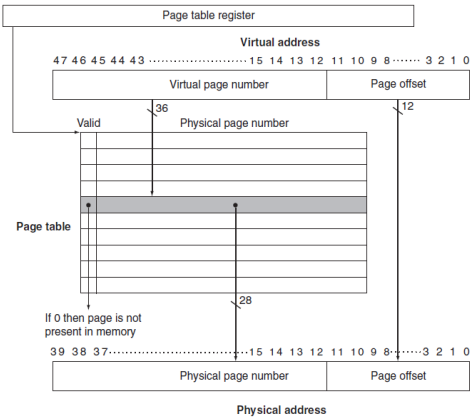 Page table register
Virtual address
47 46 45 44 43 ···················· 15 14 13 12 11 10 9 8 ······· 3 2 1 0
Virtual page number Page offset
36 12
Valid Physical page number
Page table
28
If 0 then page is not
present in memory
39 38 37 ······························· 15 14 13 12 11 10 9 8 ······· 3 2 1 0
Physical page number Page offset
Physical address